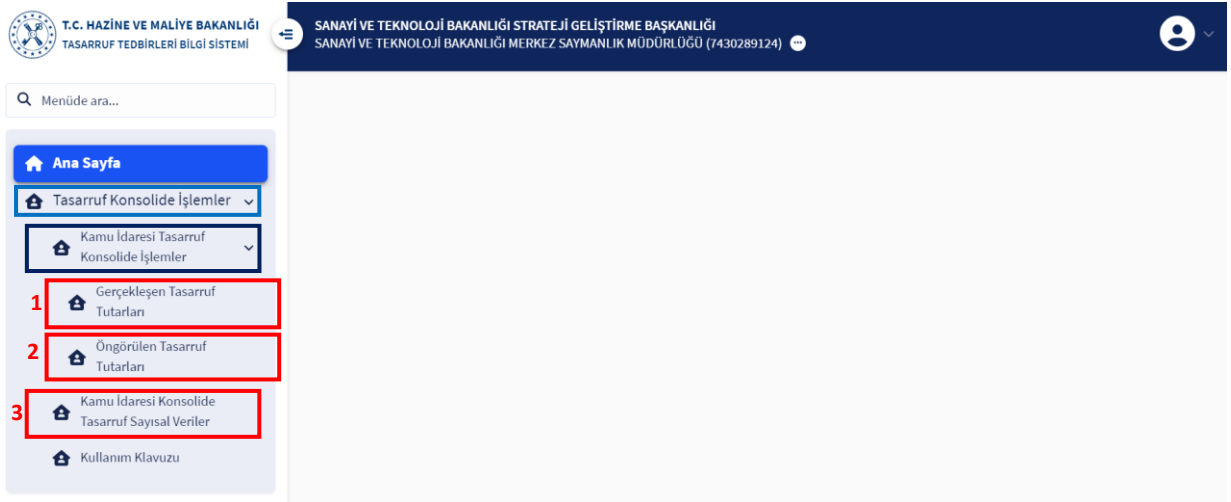 T.C. HAZİNE VE MALİYE BAKANLIĞI
TASARRUF TEDBİRLERİ BİLGİ SİSTEMİ
SANAYİ VE TEKNOLOJİ BAKANLIĞI STRATEJİ GELİŞTİRME BAŞKANLIĞI
SANAYİ VE TEKNOLOJİ BAKANLIĞI MERKEZ SAYMANLIK MÜDÜRLÜĞÜ (7430289124)
Menüde ara...
Ana Sayfa
Tasarruf Konsolide İşlemler
Kamu İdaresi Tasarruf
Konsolide İşlemler
1 Gerçekleşen Tasarruf
Tutarları
2 Öngörülen Tasarruf
Tutarları
3 Kamu İdaresi Konsolide
Tasarruf Sayısal Veriler
Kullanım Klavuzu